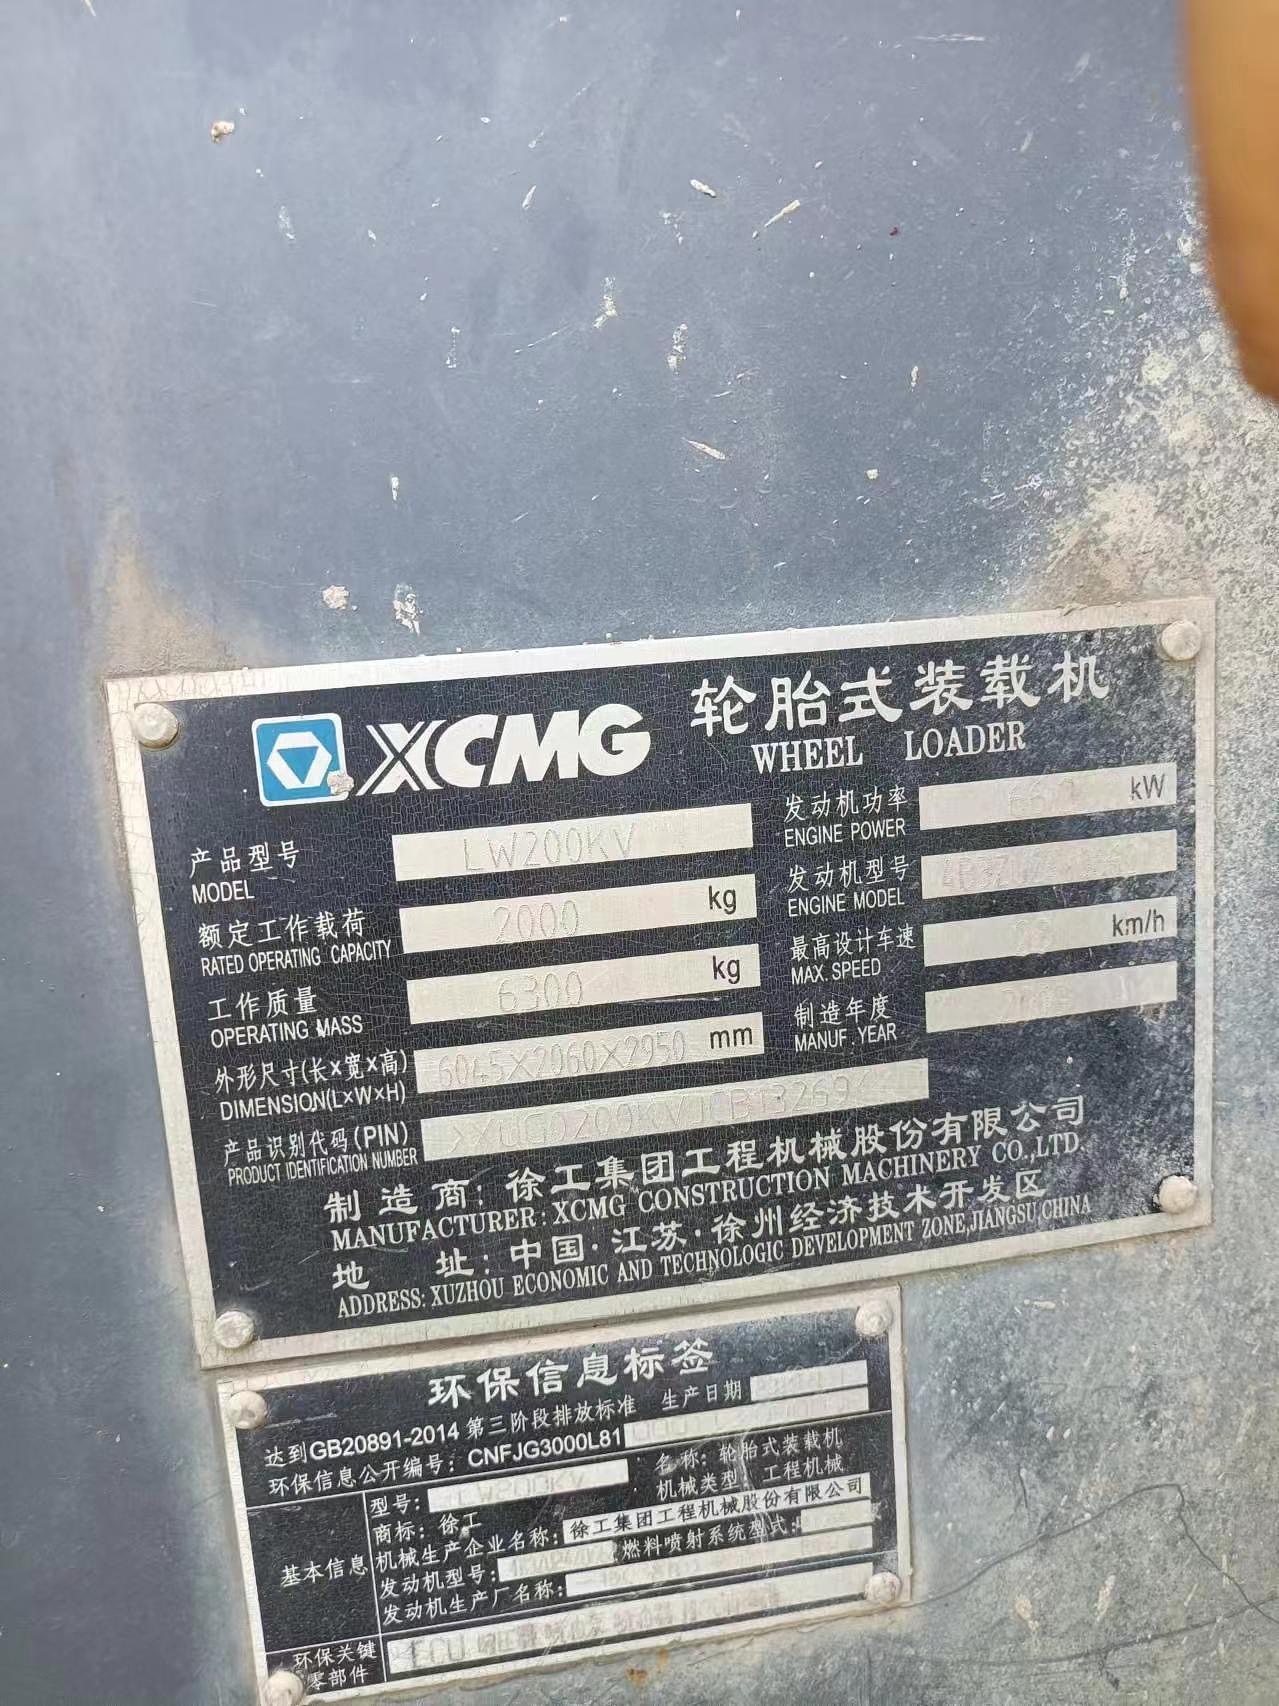 XCMG 轮胎式装载机
WHEEL LOADER
产品型号 LW200KV
MODEL
额定工作载荷 2000 kg
RATED OPERATING CAPACITY
工作质量 6300 kg
OPERATING MASS
外形尺寸(长×宽×高) 6045×2060×2950 mm
DIMENSION(L×W×H)
产品识别代码(PIN)
PRODUCT IDENTIFICATION NUMBER
发动机功率 kW
ENGINE POWER
发动机型号
ENGINE MODEL
最高设计车速 km/h
MAX. SPEED
制造年度
MANUF. YEAR
制造商:徐工集团工程机械股份有限公司
MANUFACTURER: XCMG CONSTRUCTION MACHINERY CO.,LTD.
地 址:中国·江苏·徐州经济技术开发区
ADDRESS: XUZHOU ECONOMIC AND TECHNOLOGIC DEVELOPMENT ZONE,JIANGSU,CHINA
环保信息标签
达到GB20891-2014 第三阶段排放标准 生产日期
环保信息公开编号: CNFJG3000L81
基本信息
型号: LW200KV 名称: 轮胎式装载机
商标: 徐工 机械类型: 工程机械
机械生产企业名称: 徐工集团工程机械股份有限公司
发动机型号: 燃料喷射系统型式:
发动机生产厂名称:
环保关键零部件 ECU